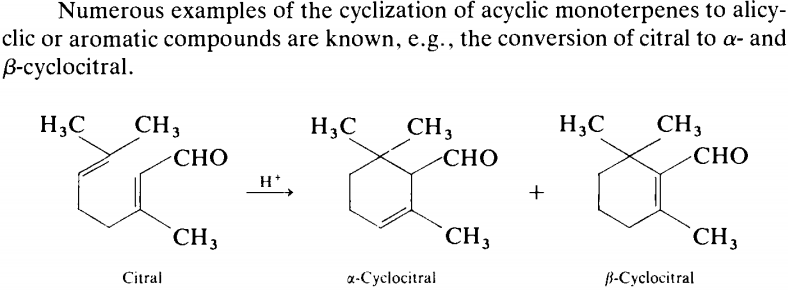 Numerous examples of the cyclization of acyclic monoterpenes to alicy-
clic or aromatic compounds are known, e.g., the conversion of citral to α- and
β-cyclocitral.
H₃C CH₃ H₃C CH₃ H₃C CH₃
CHO CHO CHO
H⁺ +
CH₃ CH₃ CH₃
Citral α-Cyclocitral β-Cyclocitral